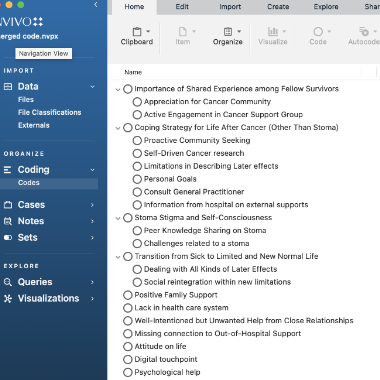 NVIVO
erged code.nvpx
Navigation View
IMPORT
Data
Files
File Classifications
Externals
ORGANIZE
Coding
Codes
Cases
Notes
Sets
EXPLORE
Queries
Visualizations
Home Edit Import Create Explore Shar
Clipboard Item Organize Visualize Code Autocode
Name
Importance of Shared Experience among Fellow Survivors
Appreciation for Cancer Community
Active Engagement in Cancer Support Group
Coping Strategy for Life After Cancer (Other Than Stoma)
Proactive Community Seeking
Self-Driven Cancer research
Limitations in Describing Later effects
Personal Goals
Consult General Practitioner
Information from hospital on external supports
Stoma Stigma and Self-Consciousness
Peer Knowledge Sharing on Stoma
Challenges related to a stoma
Transition from Sick to Limited and New Normal Life
Dealing with All Kinds of Later Effects
Social reintegration within new limitations
Positive Family Support
Lack in health care system
Well-Intentioned but Unwanted Help from Close Relationships
Missing connection to Out-of-Hospital Support
Attitude on life
Digital touchpoint
Psychological help